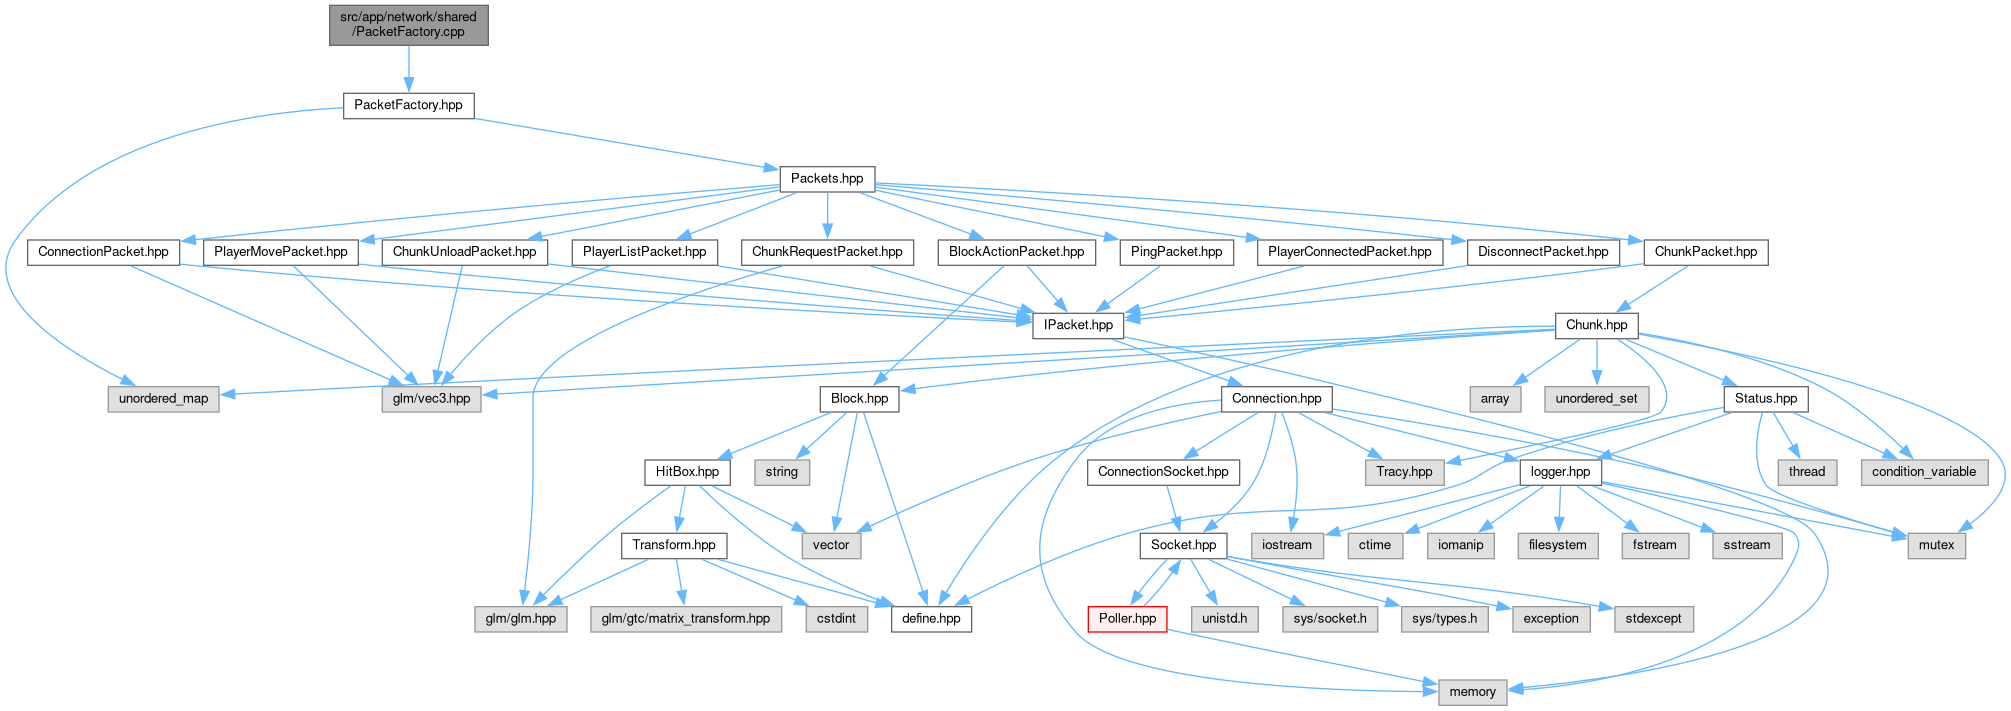 src/app/network/shared
/PacketFactory.cpp
PacketFactory.hpp
Packets.hpp
ConnectionPacket.hpp
PlayerMovePacket.hpp
ChunkUnloadPacket.hpp
PlayerListPacket.hpp
ChunkRequestPacket.hpp
BlockActionPacket.hpp
PingPacket.hpp
PlayerConnectedPacket.hpp
DisconnectPacket.hpp
ChunkPacket.hpp
IPacket.hpp
Chunk.hpp
unordered_map
glm/vec3.hpp
Block.hpp
Connection.hpp
array
unordered_set
Status.hpp
HitBox.hpp
string
ConnectionSocket.hpp
Tracy.hpp
logger.hpp
thread
condition_variable
Transform.hpp
vector
Socket.hpp
iostream
ctime
iomanip
filesystem
fstream
sstream
mutex
glm/glm.hpp
glm/gtc/matrix_transform.hpp
cstdint
define.hpp
Poller.hpp
unistd.h
sys/socket.h
sys/types.h
exception
stdexcept
memory